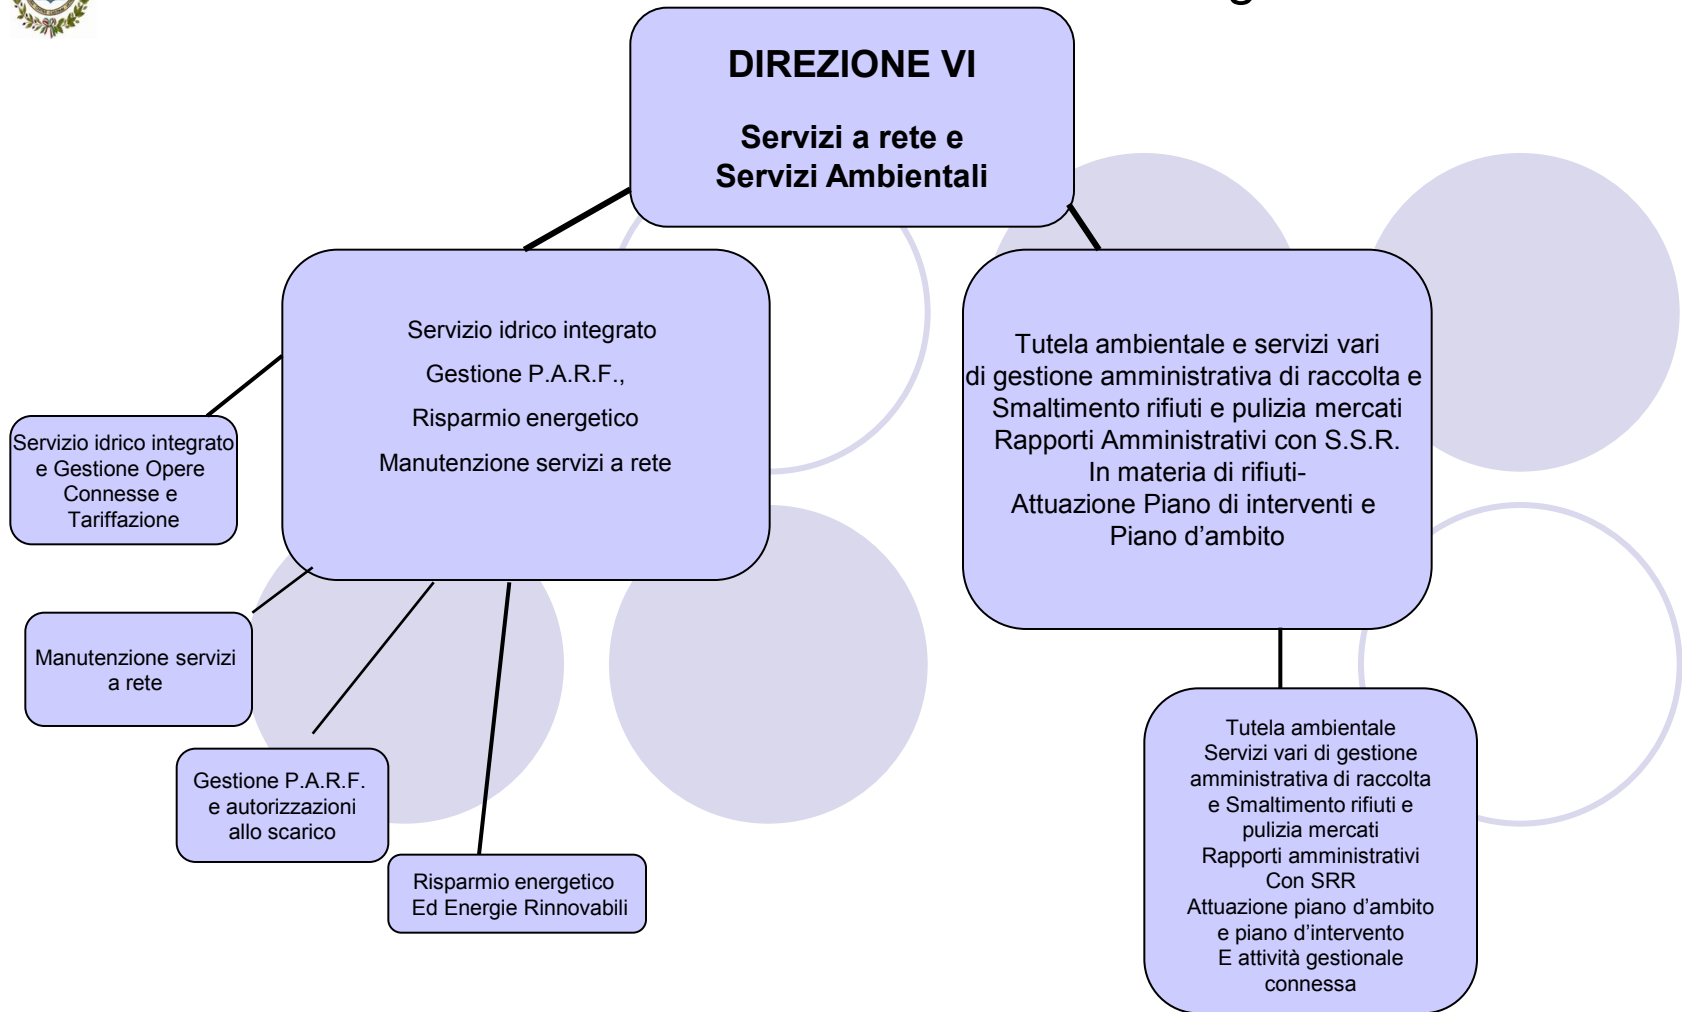 DIREZIONE VI
Servizi a rete e
Servizi Ambientali
Servizio idrico integrato
Gestione P.A.R.F.,
Risparmio energetico
Manutenzione servizi a rete
Tutela ambientale e servizi vari
di gestione amministrativa di raccolta e
Smaltimento rifiuti e pulizia mercati
Rapporti Amministrativi con S.S.R.
In materia di rifiuti-
Attuazione Piano di interventi e
Piano d’ambito
Servizio idrico integrato
e Gestione Opere
Connesse e
Tariffazione
Manutenzione servizi
a rete
Gestione P.A.R.F.
e autorizzazioni
allo scarico
Risparmio energetico
Ed Energie Rinnovabili
Tutela ambientale
Servizi vari di gestione
amministrativa di raccolta
e Smaltimento rifiuti e
pulizia mercati
Rapporti amministrativi
Con SRR
Attuazione piano d’ambito
e piano d’intervento
E attività gestionale
connessa